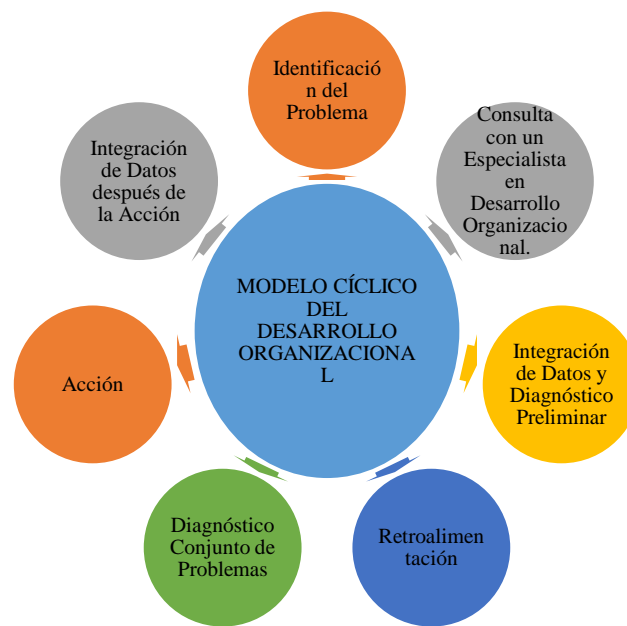 Identificació
n del
Problema
Consulta
con un
Especialista
en
Desarrollo
Organizacio
nal.
Integración
de Datos y
Diagnóstico
Preliminar
Retroalimen
tación
Diagnóstico
Conjunto de
Problemas
Acción
Integración
de Datos
después de
la Acción
MODELO CÍCLICO
DEL
DESARROLLO
ORGANIZACIONA
L